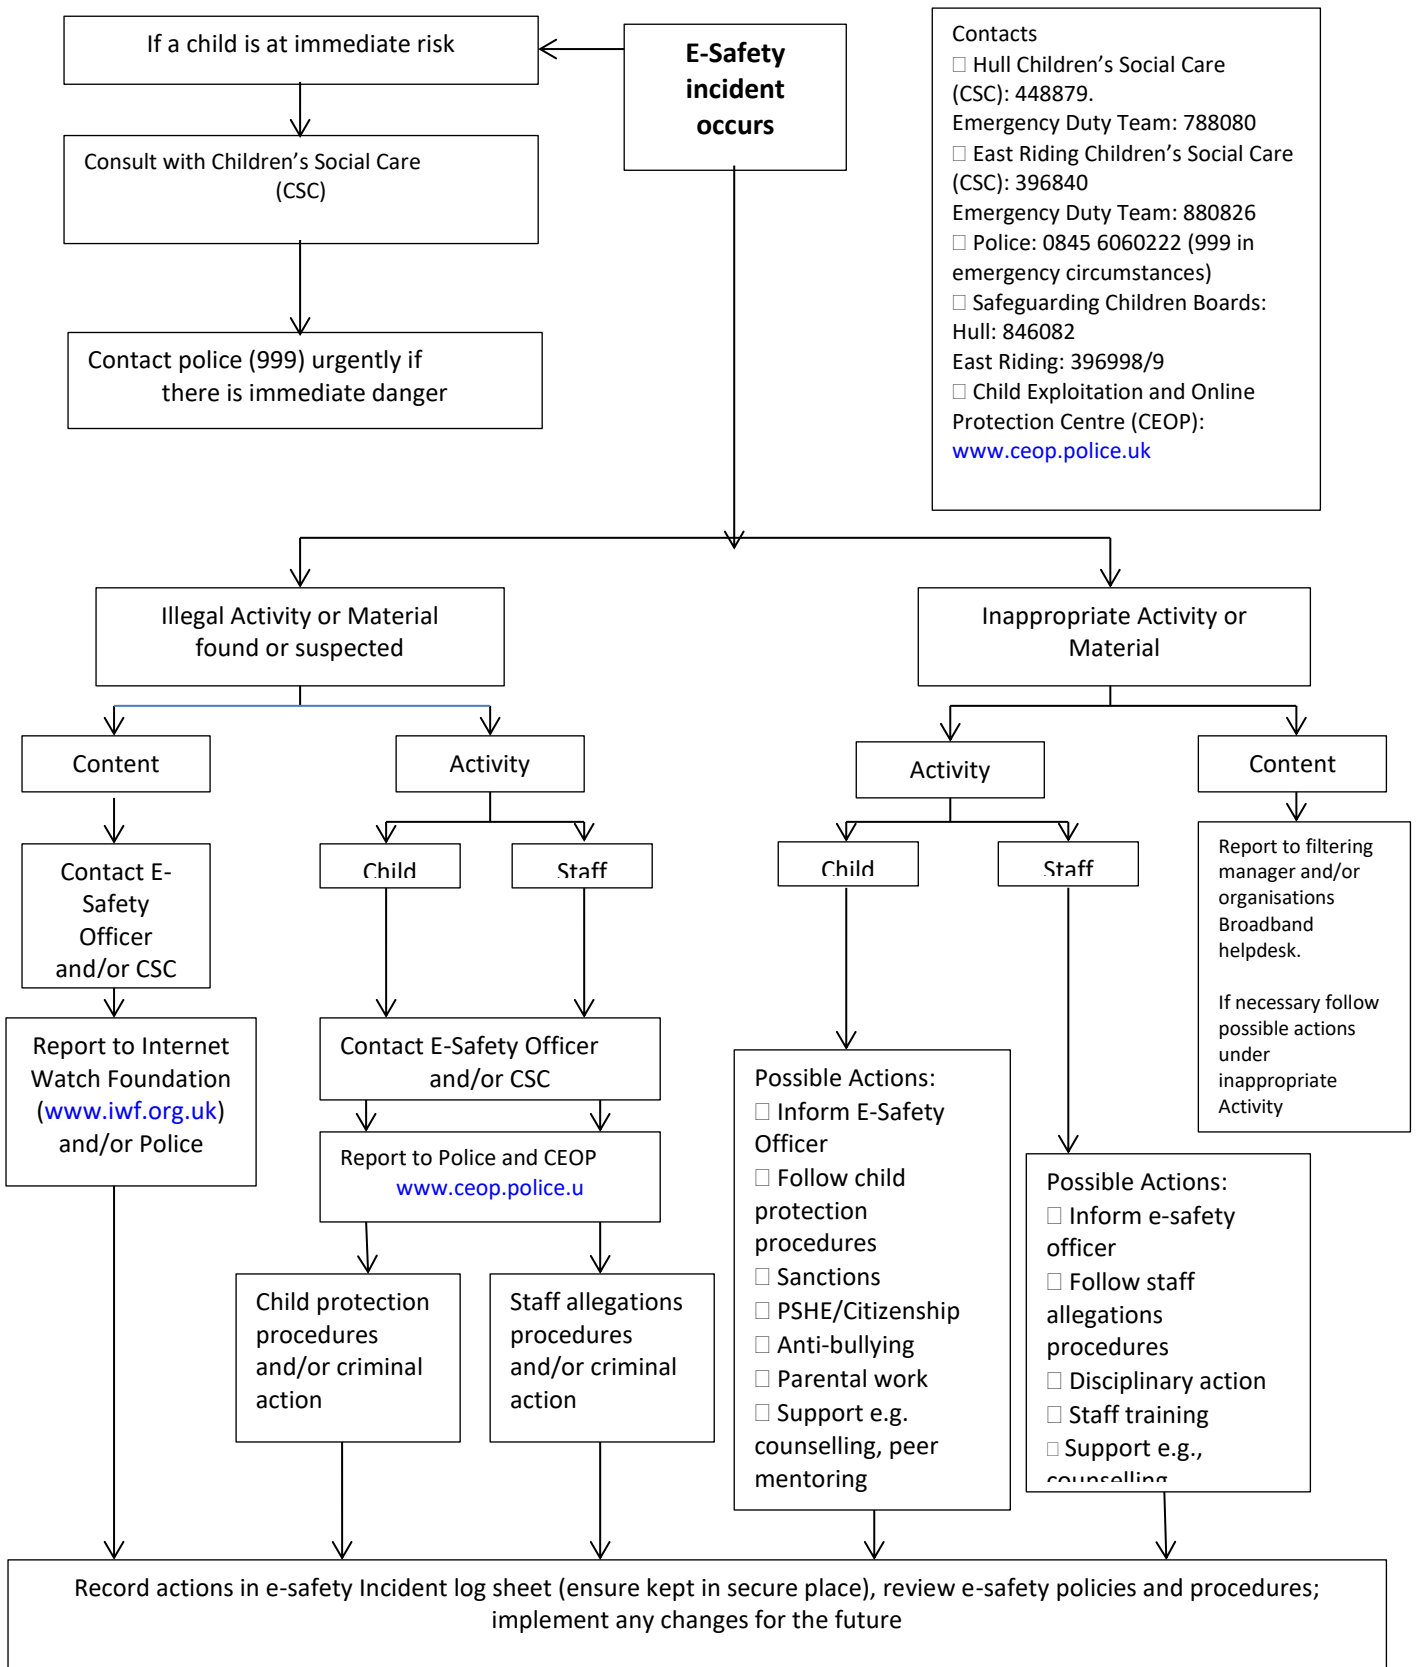 If a child is at immediate risk
E-Safety
incident
occurs
Consult with Children’s Social Care
(CSC)
Contact police (999) urgently if
there is immediate danger
Contacts
□ Hull Children’s Social Care
(CSC): 448879.
Emergency Duty Team: 788080
□ East Riding Children’s Social Care
(CSC): 396840
Emergency Duty Team: 880826
□ Police: 0845 6060222 (999 in
emergency circumstances)
□ Safeguarding Children Boards:
Hull: 846082
East Riding: 396998/9
□ Child Exploitation and Online
Protection Centre (CEOP):
www.ceop.police.uk
Illegal Activity or Material
found or suspected
Inappropriate Activity or
Material
Content
Activity
Activity
Content
Contact E-
Safety
Officer
and/or CSC
Child
Staff
Child
Staff
Report to filtering
manager and/or
organisations
Broadband
helpdesk.
If necessary follow
possible actions
under
inappropriate
Activity
Report to Internet
Watch Foundation
(www.iwf.org.uk)
and/or Police
Contact E-Safety Officer
and/or CSC
Report to Police and CEOP
www.ceop.police.u
Child protection
procedures
and/or criminal
action
Staff allegations
procedures
and/or criminal
action
Possible Actions:
□ Inform E-Safety
Officer
□ Follow child
protection
procedures
□ Sanctions
□ PSHE/Citizenship
□ Anti-bullying
□ Parental work
□ Support e.g.
counselling, peer
mentoring
Possible Actions:
□ Inform e-safety
officer
□ Follow staff
allegations
procedures
□ Disciplinary action
□ Staff training
□ Support e.g.,
counselling
Record actions in e-safety Incident log sheet (ensure kept in secure place), review e-safety policies and procedures;
implement any changes for the future